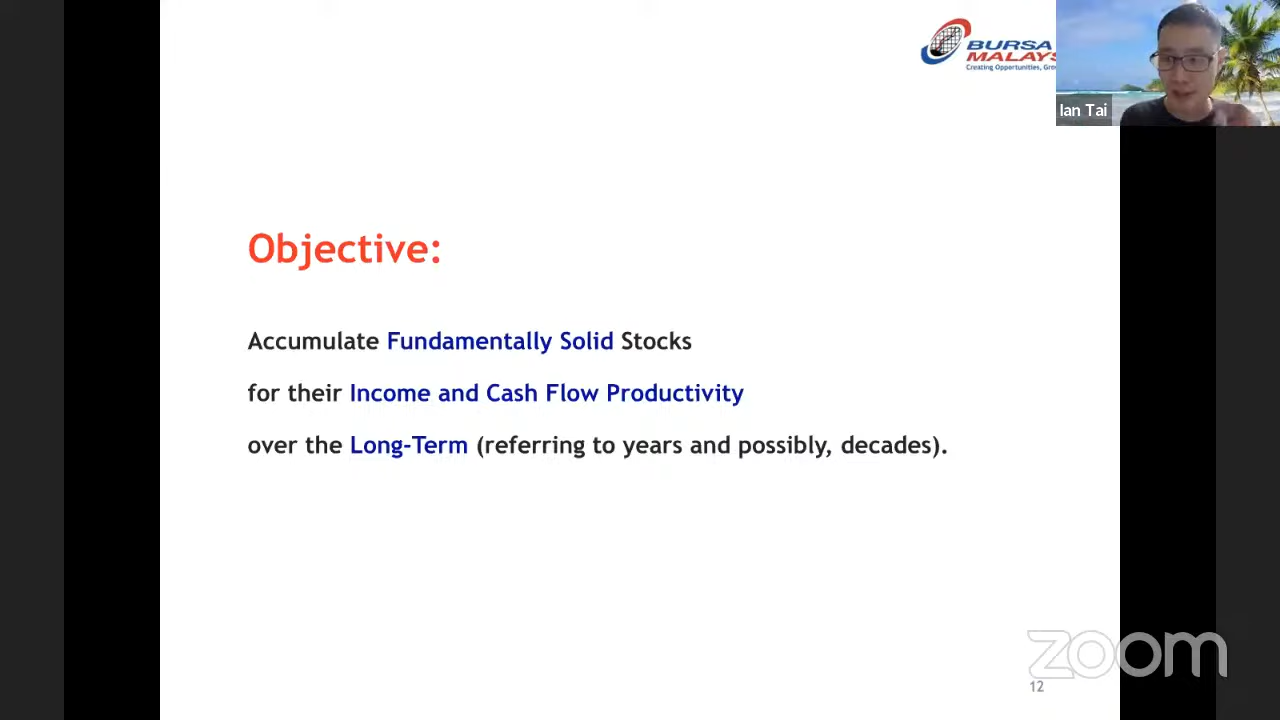 BURSA
MALAYS
Creating Opportunities, Gro
Ian Tai
Objective:
Accumulate Fundamentally Solid Stocks
for their Income and Cash Flow Productivity
over the Long-Term (referring to years and possibly, decades).
zoom
12